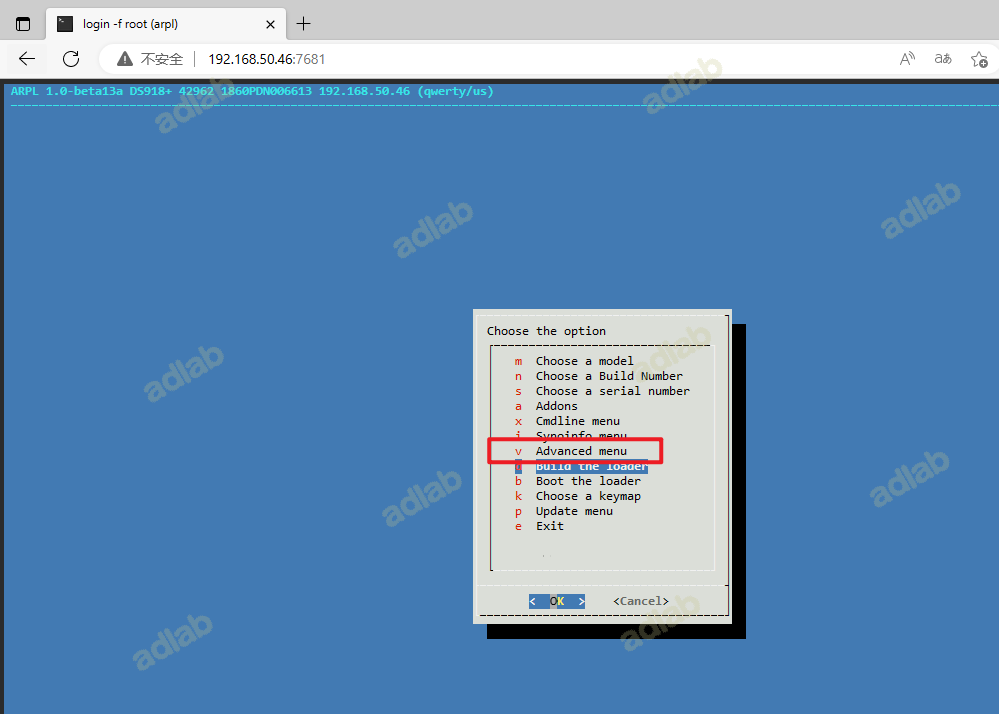 login -f root (arpl)
不安全 192.168.50.46:7681
ARPL 1.0-beta13a DS918+ 42962 1860PDN006613 192.168.50.46 (qwerty/us)
adlab
adlab
adlab
adlab
Choose the option
m Choose a model
adlab
adlab
n Choose a Build Number
s Choose a serial number
a Addons
x Cmdline menu
i Synoinfo menu
v Advanced menu
Build the loader
b Boot the loader
adlab
adlab
k Choose a keymap
p Update menu
e Exit
< OK > <Cancel>
adlab
adlab